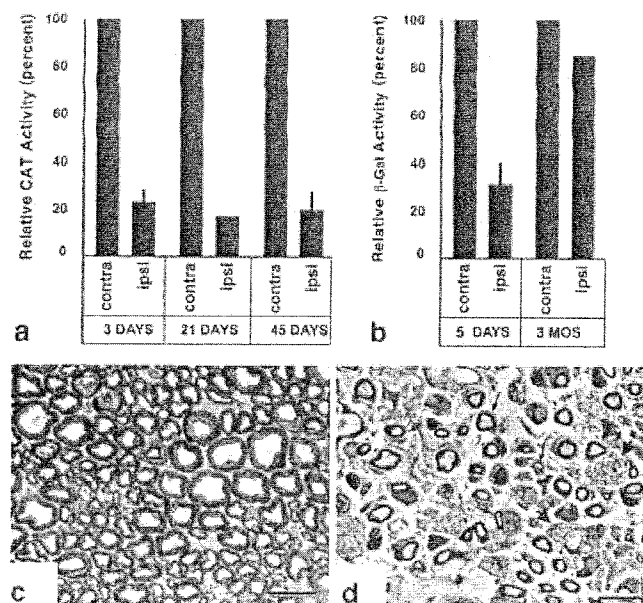 Relative CAT Activity (percent)
100
80
60
40
20
0
contra
ipsi
contra
ipsi
contra
ipsi
3 DAYS
21 DAYS
45 DAYS
a
Relative β-Gal Activity (percent)
100
80
60
40
20
0
contra
ipsi
contra
ipsi
5 DAYS
3 MOS
b
c
d